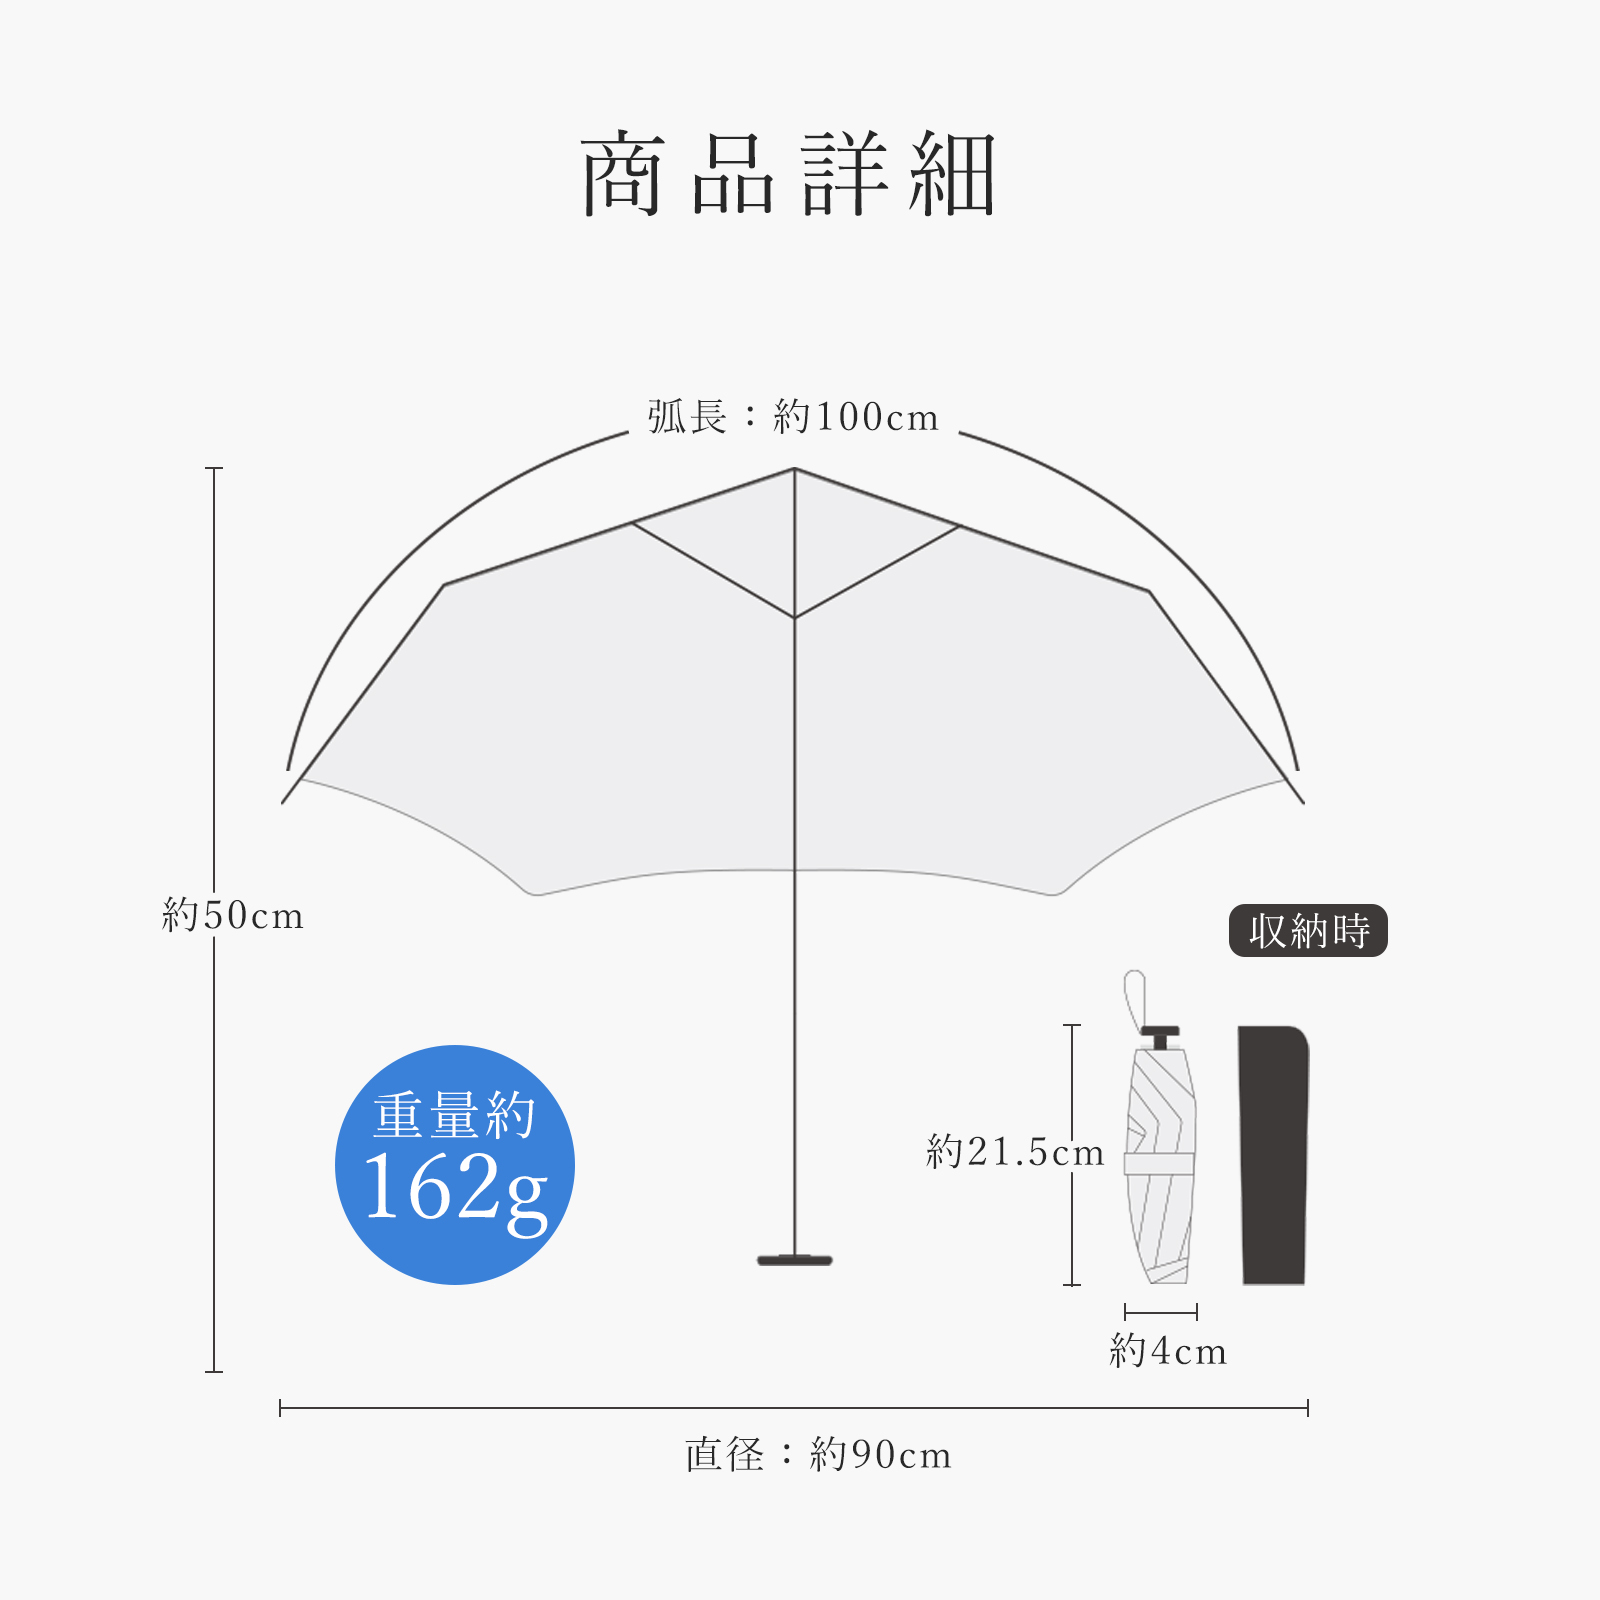 商品詳細
弧長：約100cm
約50cm
収納時
重量約
162g
約21.5cm
約4cm
直径：約90cm